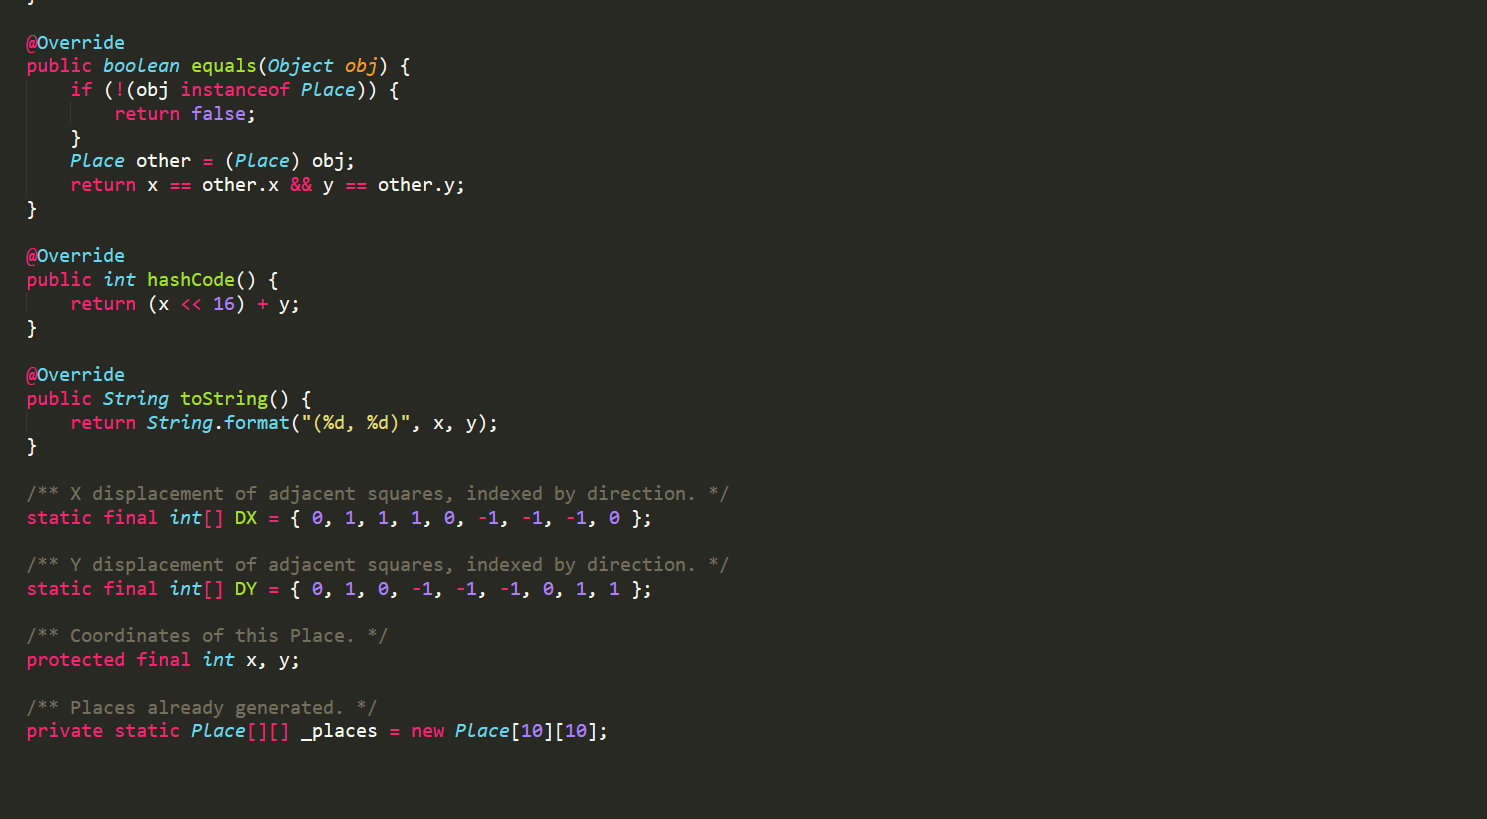 }
@Override
public boolean equals(Object obj) {
    if (!(obj instanceof Place)) {
        return false;
    }
    Place other = (Place) obj;
    return x == other.x && y == other.y;
}

@Override
public int hashCode() {
    return (x << 16) + y;
}

@Override
public String toString() {
    return String.format("(%d, %d)", x, y);
}

/** X displacement of adjacent squares, indexed by direction. */
static final int[] DX = { 0, 1, 1, 1, 0, -1, -1, -1, 0 };

/** Y displacement of adjacent squares, indexed by direction. */
static final int[] DY = { 0, 1, 0, -1, -1, -1, 0, 1, 1 };

/** Coordinates of this Place. */
protected final int x, y;

/** Places already generated. */
private static Place[][] _places = new Place[10][10];